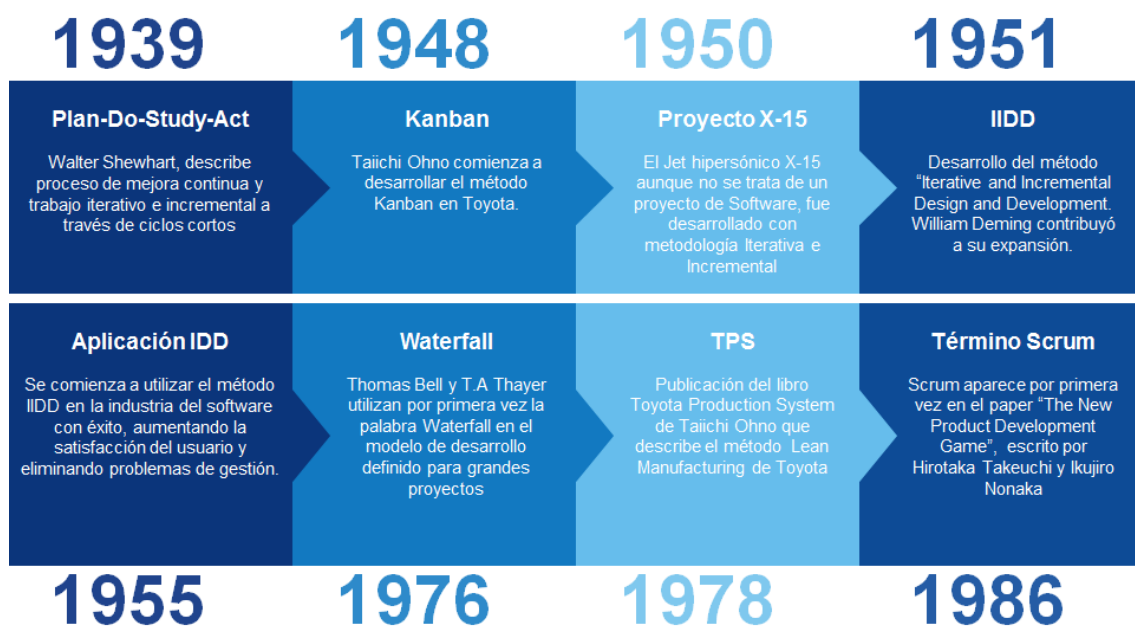 1939
1948
1950
1951
Plan-Do-Study-Act
Walter Shewhart, describe
proceso de mejora continua y
trabajo iterativo e incremental a
través de ciclos cortos
Kanban
Taiichi Ohno comienza a
desarrollar el método
Kanban en Toyota.
Proyecto X-15
El Jet hipersónico X-15
aunque no se trata de un
proyecto de Software, fue
desarrollado con
metodología Iterativa e
Incremental
IIDD
Desarrollo del método
“Iterative and Incremental
Design and Development.
William Deming contribuyó
a su expansión.
Aplicación IDD
Se comienza a utilizar el método
IIDD en la industria del software
con éxito, aumentando la
satisfacción del usuario y
eliminando problemas de gestión.
Waterfall
Thomas Bell y T.A Thayer
utilizan por primera vez la
palabra Waterfall en el
modelo de desarrollo
definido para grandes
proyectos
TPS
Publicación del libro
Toyota Production System
de Taiichi Ohno que
describe el método Lean
Manufacturing de Toyota
Término Scrum
Scrum aparece por primera
vez en el paper “The New
Product Development
Game”, escrito por
Hirotaka Takeuchi y Ikujiro
Nonaka
1955
1976
1978
1986